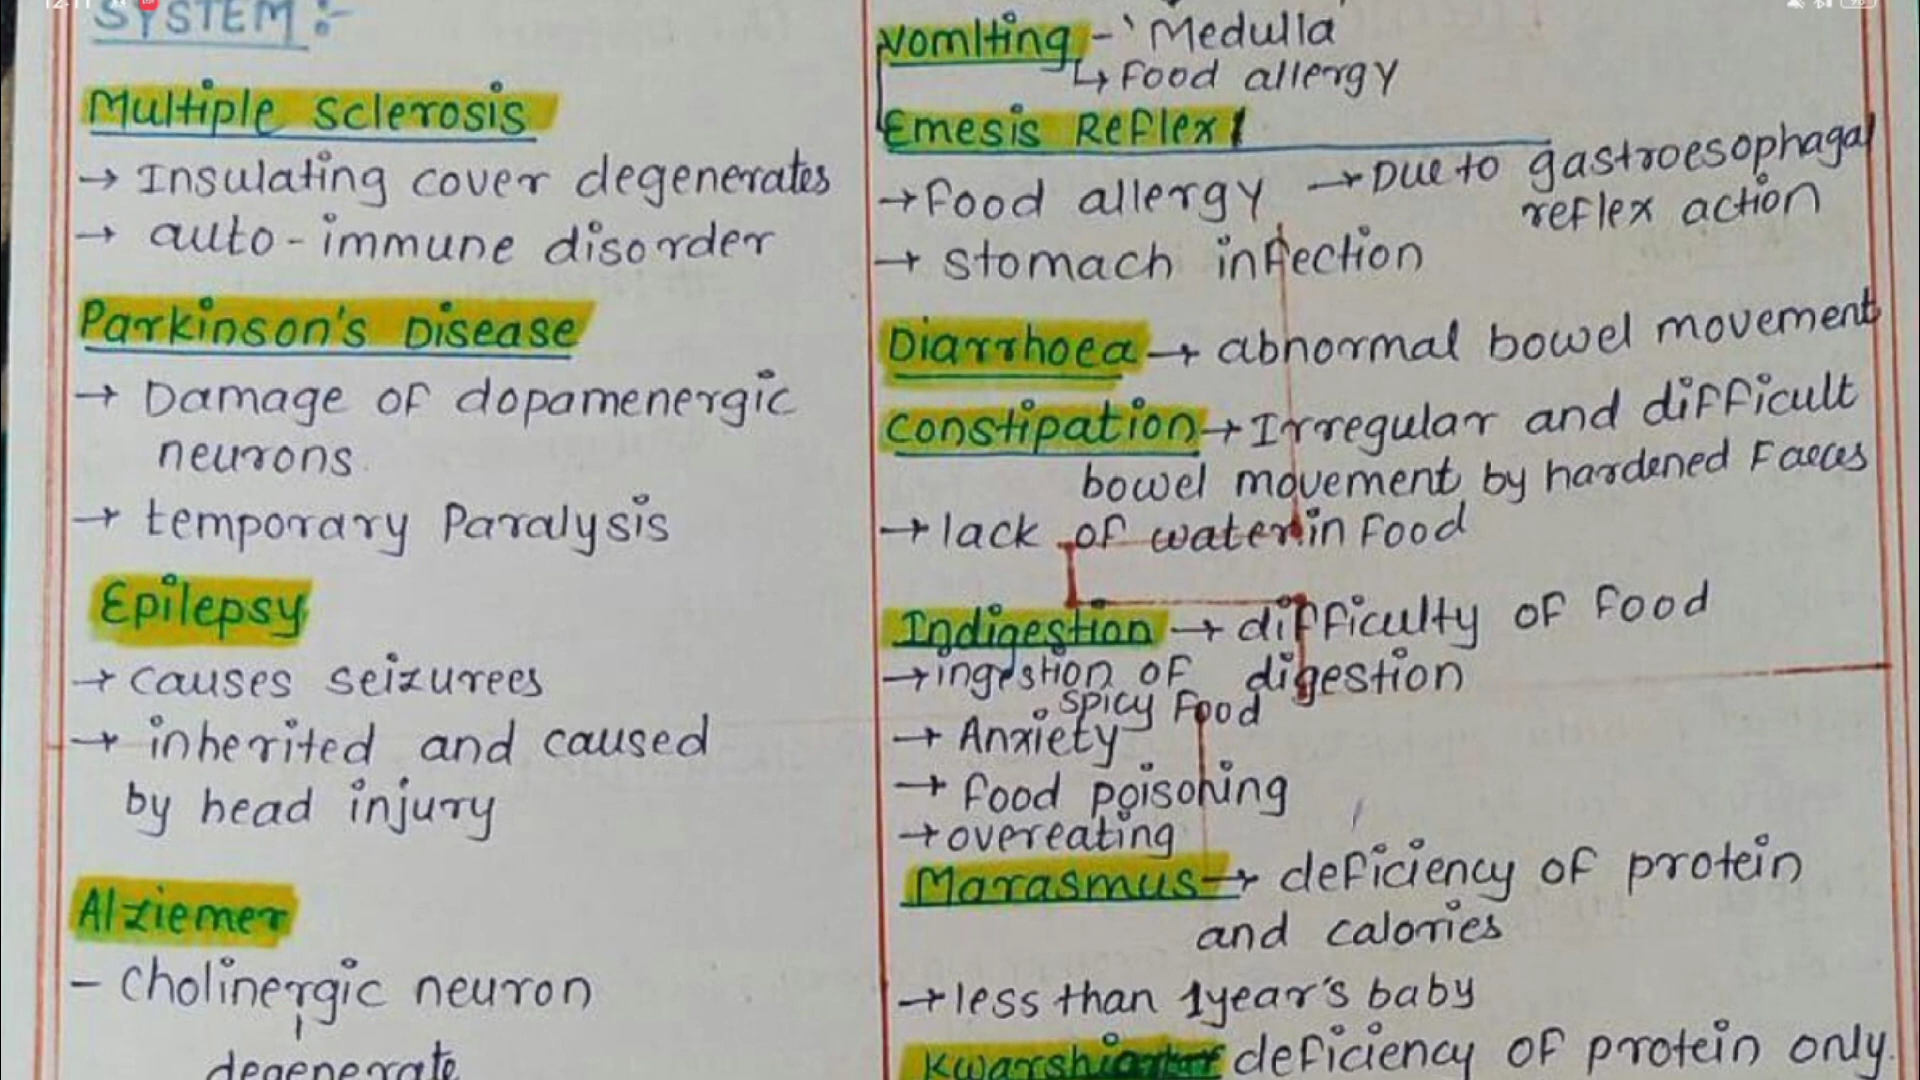 SYSTEM :-
Multiple Sclerosis
→ Insulating cover degenerates
→ auto-immune disorder
Parkinson's Disease
→ Damage of dopamenergic
neurons
→ temporary Paralysis
Epilepsy
→ causes seizurees
→ inherited and caused
by head injury
Alziemer
- Cholinergic neuron
degenerate
Vomiting - Medulla
↳ Food allergy
Emesis Reflex
→ Food allergy → Due to gastroesophagal
reflex action
→ stomach infection
Diarrhoea → abnormal bowel movement
Constipation → Irregular and difficult
bowel movement by hardened Faeces
→ lack of water in Food
Indigestion → difficulty of Food
→ ingestion of digestion
spicy Food
→ Anxiety
→ Food poisoning
→ overeating
Marasmus → deficiency of protein
and calories
→ less than 1 year's baby
deficiency of protein only.